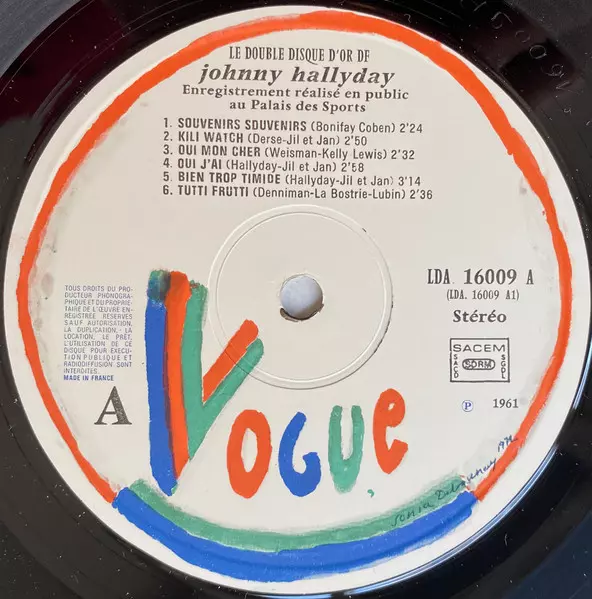 LE DOUBLE DISQUE D'OR DE
johnny hallyday
Enregistrement réalisé en public
au Palais des Sports
1. SOUVENIRS SOUVENIRS (Bonifay Coben) 2'24
2. KILI WATCH (Derse-Jil et Jan) 2'50
3. OUI MON CHER (Weisman-Kelly Lewis) 2'32
4. OUI J'AI (Hallyday-Jil et Jan) 2'58
5. BIEN TROP TIMIDE (Hallyday-Jil et Jan) 3'14
6. TUTTI FRUTTI (Denniman-La Bostrie-Lubin) 2'36
LDA 16009 A
(LDA. 16009 A1)
Stéréo
SACEM
SACD SDRM SGDL
℗ 1961
TOUS DROITS DU PRO-
DUCTEUR PHONOGRA-
PHIQUE ET DU PROPRIÉ-
TAIRE DE L'ŒUVRE EN-
REGISTRÉE RÉSERVÉS
SAUF AUTORISATION,
LA DUPLICATION, LA
LOCATION, LE PRÊT,
L'UTILISATION DE CE
DISQUE POUR EXÉCU-
TION PUBLIQUE ET
RADIODIFFUSION SONT
INTERDITES.
MADE IN FRANCE
A
VOGUE
Sonia Delaunay